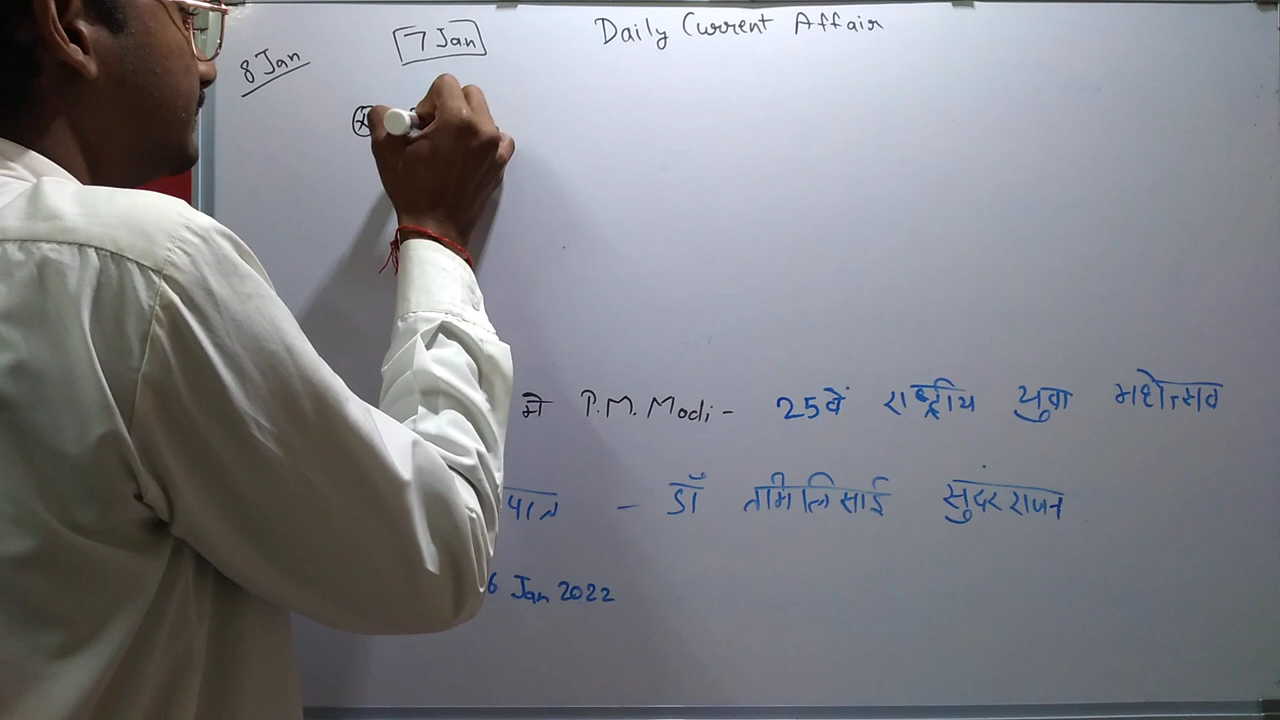 Daily Current Affair
7 Jan
8 Jan
में P.M. Modi - 25वें राष्ट्रीय युवा महोत्सव
पाल - डॉ तमिलिसाई सुंदरराजन
6 Jan 2022